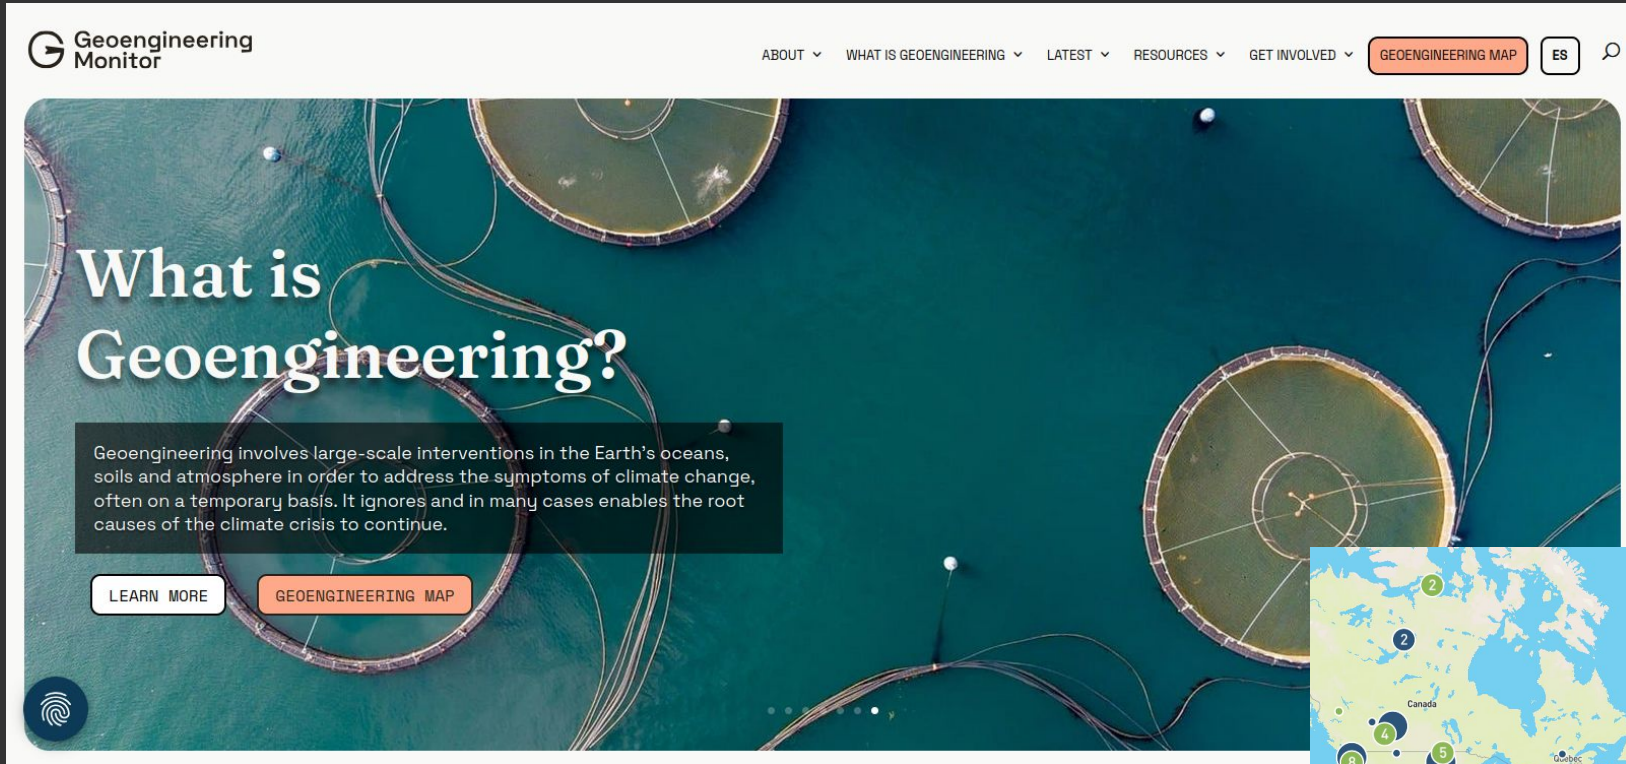 Geoengineering
Monitor
ABOUT
WHAT IS GEOENGINEERING
LATEST
RESOURCES
GET INVOLVED
GEOENGINEERING MAP
ES
What is
Geoengineering?
Geoengineering involves large-scale interventions in the Earth's oceans,
soils and atmosphere in order to address the symptoms of climate change,
often on a temporary basis. It ignores and in many cases enables the root
causes of the climate crisis to continue.
LEARN MORE
GEOENGINEERING MAP
2
2
Canada
4
5
8
Quebec